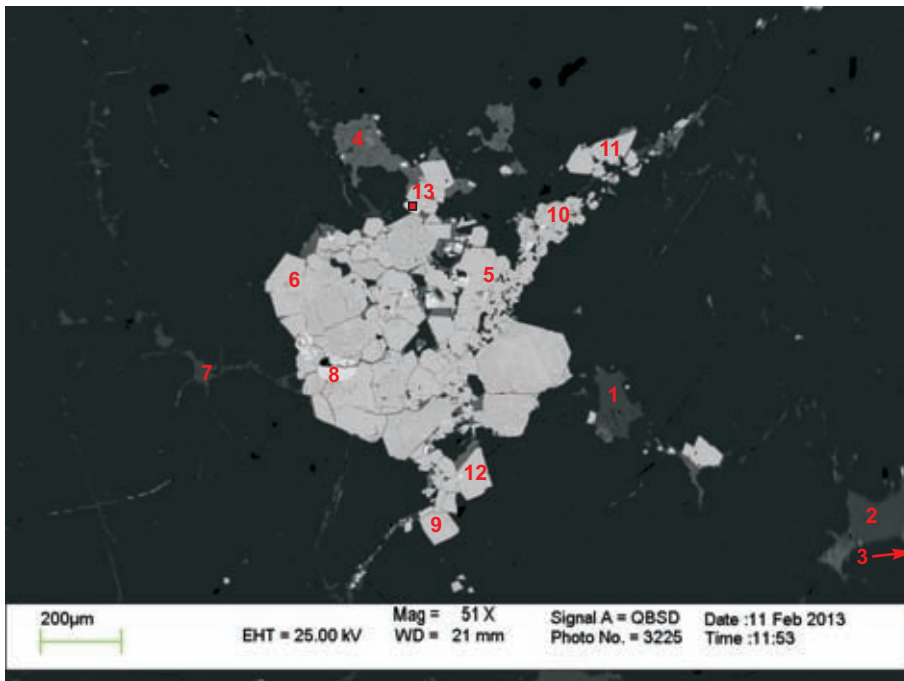 4
11
13
10
6
5
7
8
1
12
9
2
3
200µm
EHT = 25.00 kV
Mag = 51 X
WD = 21 mm
Signal A = QBSD
Photo No. = 3225
Date :11 Feb 2013
Time :11:53